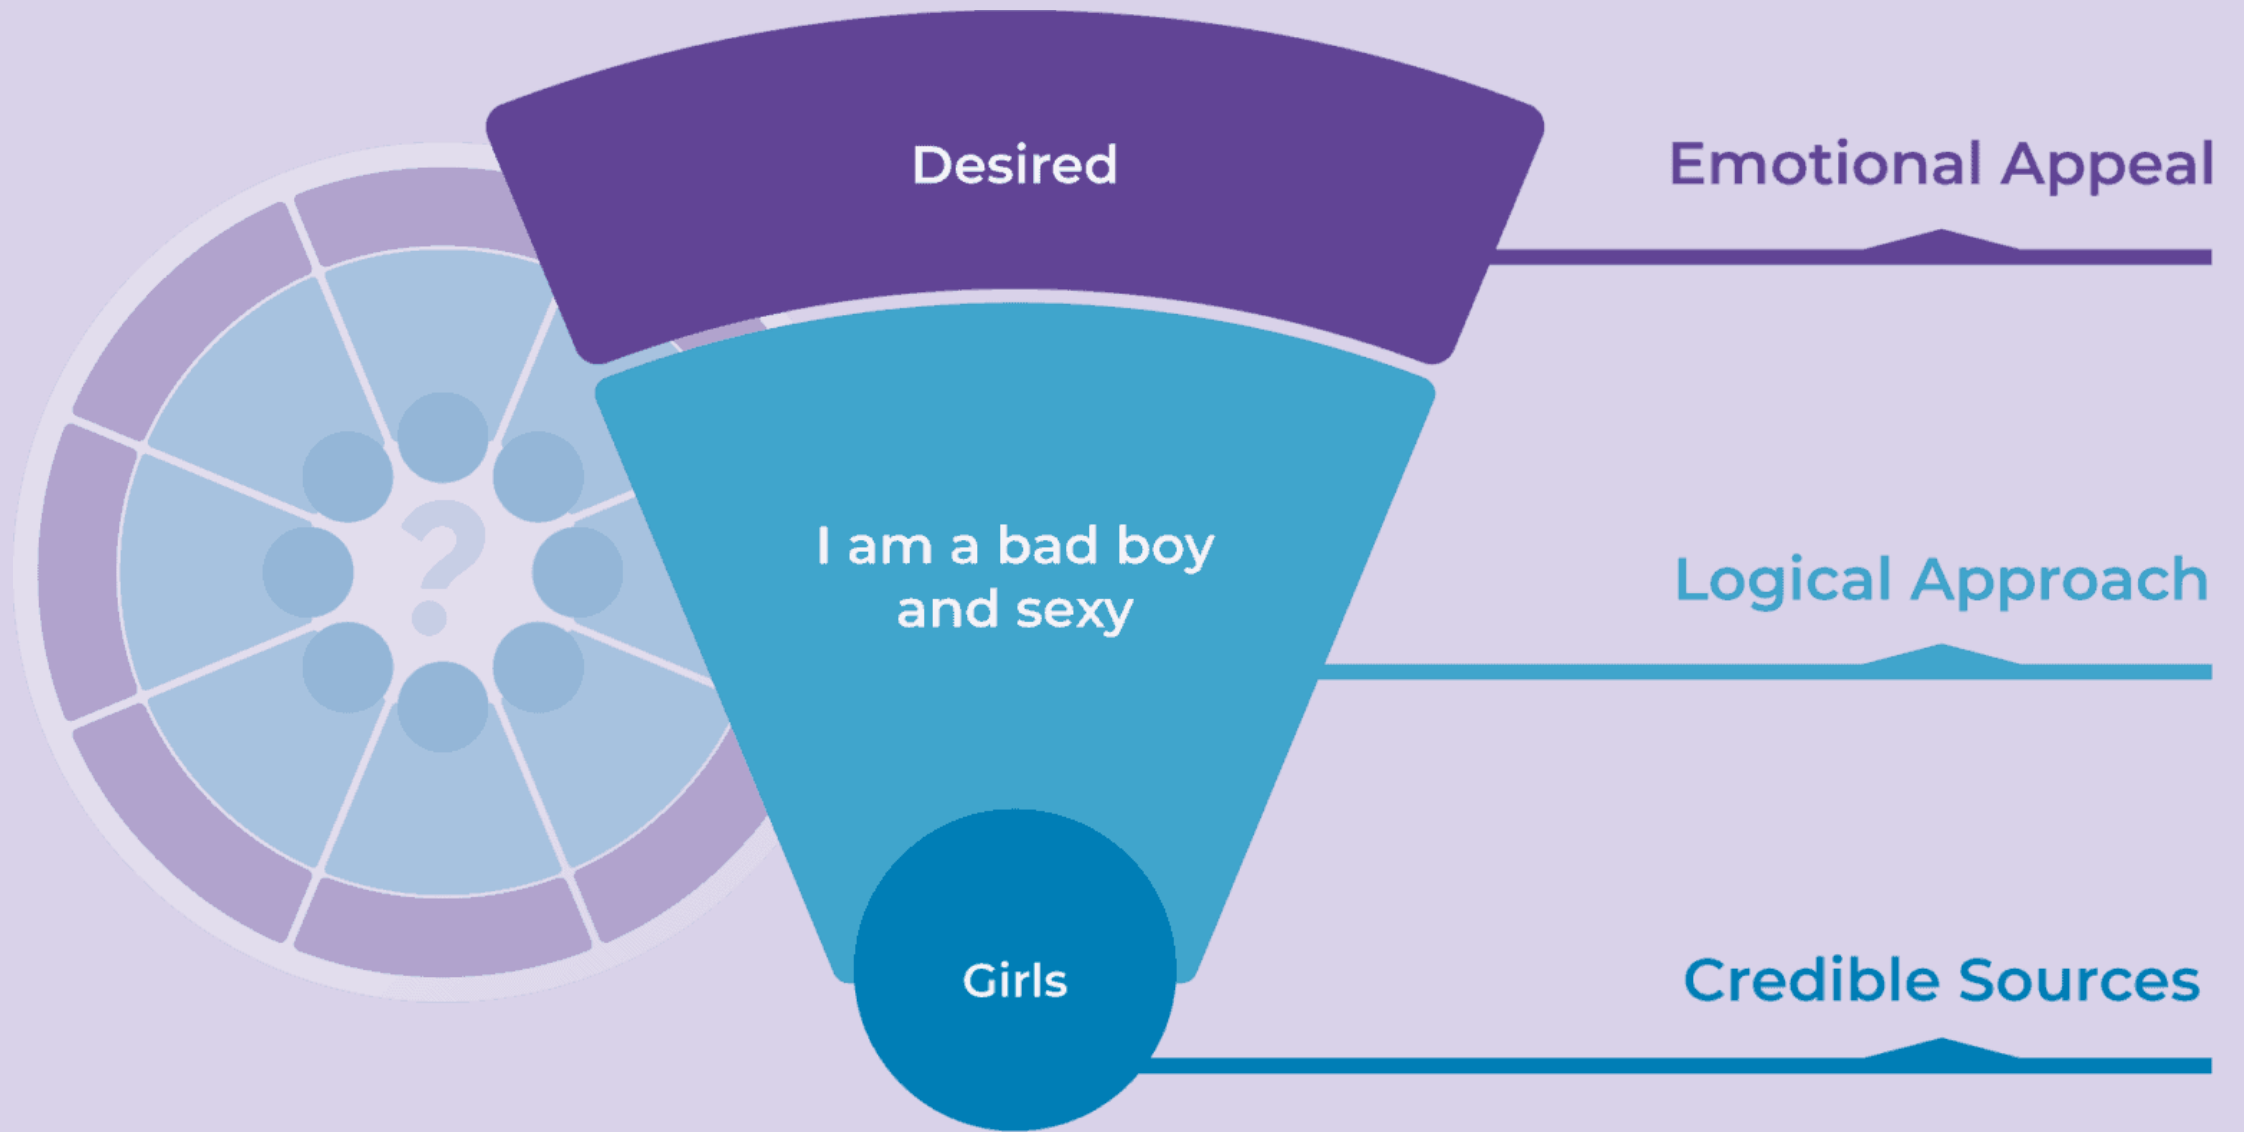 Desired
Emotional Appeal
I am a bad boy
and sexy
Logical Approach
?
Girls
Credible Sources